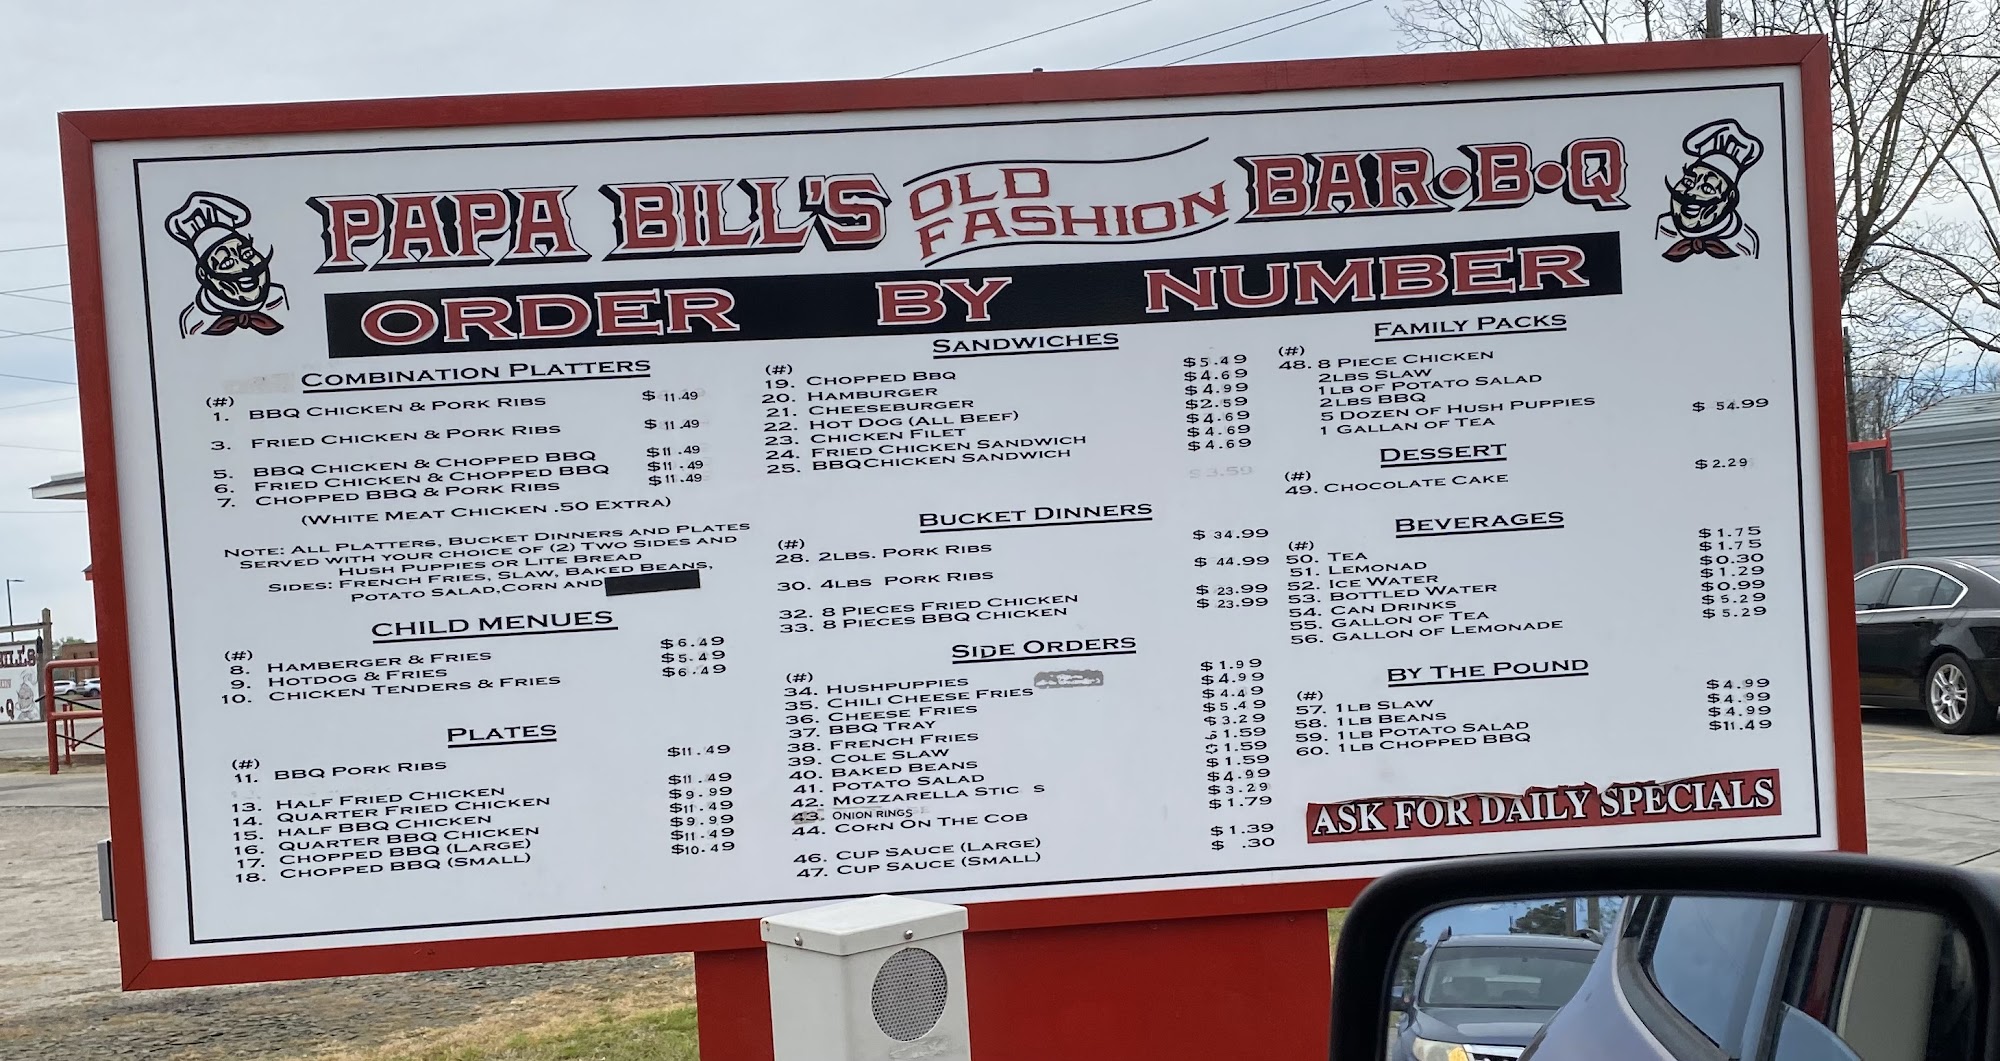 PAPA BILL'S OLD FASHION BAR•B•Q
ORDER BY NUMBER
COMBINATION PLATTERS
(#)
1. BBQ CHICKEN & PORK RIBS $ 11.49
3. FRIED CHICKEN & PORK RIBS $ 11.49
5. BBQ CHICKEN & CHOPPED BBQ $11.49
6. FRIED CHICKEN & CHOPPED BBQ $11.49
7. CHOPPED BBQ & PORK RIBS $11.49
(WHITE MEAT CHICKEN .50 EXTRA)
NOTE: ALL PLATTERS, BUCKET DINNERS AND PLATES
SERVED WITH YOUR CHOICE OF (2) TWO SIDES AND
HUSH PUPPIES OR LITE BREAD
SIDES: FRENCH FRIES, SLAW, BAKED BEANS,
POTATO SALAD,CORN AND
CHILD MENUES
(#)
8. HAMBERGER & FRIES $6.49
9. HOTDOG & FRIES $5.49
10. CHICKEN TENDERS & FRIES $6.49
PLATES
(#)
11. BBQ PORK RIBS $11.49
13. HALF FRIED CHICKEN $11.49
14. QUARTER FRIED CHICKEN $9.99
15. HALF BBQ CHICKEN $11.49
16. QUARTER BBQ CHICKEN $9.99
17. CHOPPED BBQ (LARGE) $11.49
18. CHOPPED BBQ (SMALL) $10.49
SANDWICHES
(#)
19. CHOPPED BBQ $5.49
20. HAMBURGER $4.69
21. CHEESEBURGER $4.99
22. HOT DOG (ALL BEEF) $2.59
23. CHICKEN FILET $4.69
24. FRIED CHICKEN SANDWICH $4.69
25. BBQCHICKEN SANDWICH $4.69
$3.59
BUCKET DINNERS
(#)
28. 2LBS. PORK RIBS $ 34.99
30. 4LBS PORK RIBS $ 44.99
32. 8 PIECES FRIED CHICKEN $ 23.99
33. 8 PIECES BBQ CHICKEN $ 23.99
SIDE ORDERS
(#)
34. HUSHPUPPIES $1.99
35. CHILI CHEESE FRIES $4.99
36. CHEESE FRIES $4.49
37. BBQ TRAY $5.49
38. FRENCH FRIES $3.29
39. COLE SLAW $1.59
40. BAKED BEANS $1.59
41. POTATO SALAD $1.59
42. MOZZARELLA STIC S $4.99
43. ONION RINGS $3.29
44. CORN ON THE COB $1.79
46. CUP SAUCE (LARGE) $1.39
47. CUP SAUCE (SMALL) $ .30
FAMILY PACKS
(#)
48. 8 PIECE CHICKEN
2LBS SLAW
1LB OF POTATO SALAD
2LBS BBQ
5 DOZEN OF HUSH PUPPIES $ 54.99
1 GALLAN OF TEA
DESSERT
(#)
49. CHOCOLATE CAKE $2.29
BEVERAGES
(#)
50. TEA $1.75
51. LEMONAD $1.75
52. ICE WATER $0.30
53. BOTTLED WATER $1.29
54. CAN DRINKS $0.99
55. GALLON OF TEA $5.29
56. GALLON OF LEMONADE $5.29
BY THE POUND
(#)
57. 1LB SLAW $4.99
58. 1LB BEANS $4.99
59. 1LB POTATO SALAD $4.99
60. 1LB CHOPPED BBQ $11.49
ASK FOR DAILY SPECIALS